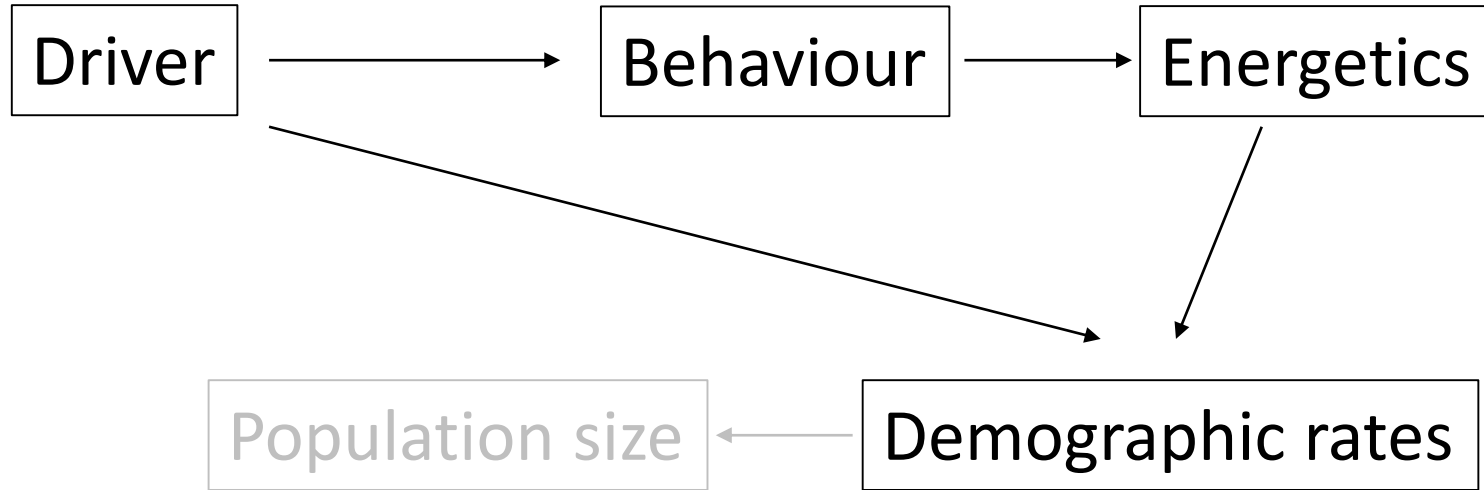 Driver
Behaviour
Energetics
Population size
Demographic rates